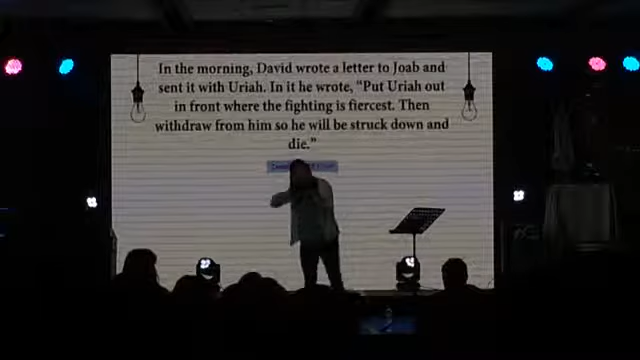 In the morning, David wrote a letter to Joab and
sent it with Uriah. In it he wrote, “Put Uriah out
in front where the fighting is fiercest. Then
withdraw from him so he will be struck down and
die.”